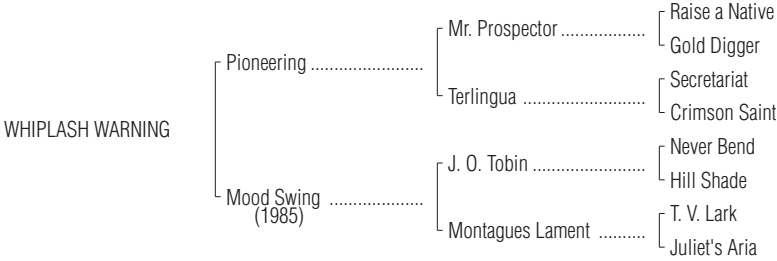 Raise a Native
Mr. Prospector ..................
Gold Digger
Pioneering ........................
Secretariat
Terlingua ..........................
Crimson Saint
WHIPLASH WARNING
Never Bend
J. O. Tobin ........................
Hill Shade
Mood Swing ....................
(1985)
T. V. Lark
Montagues Lament ..........
Juliet's Aria